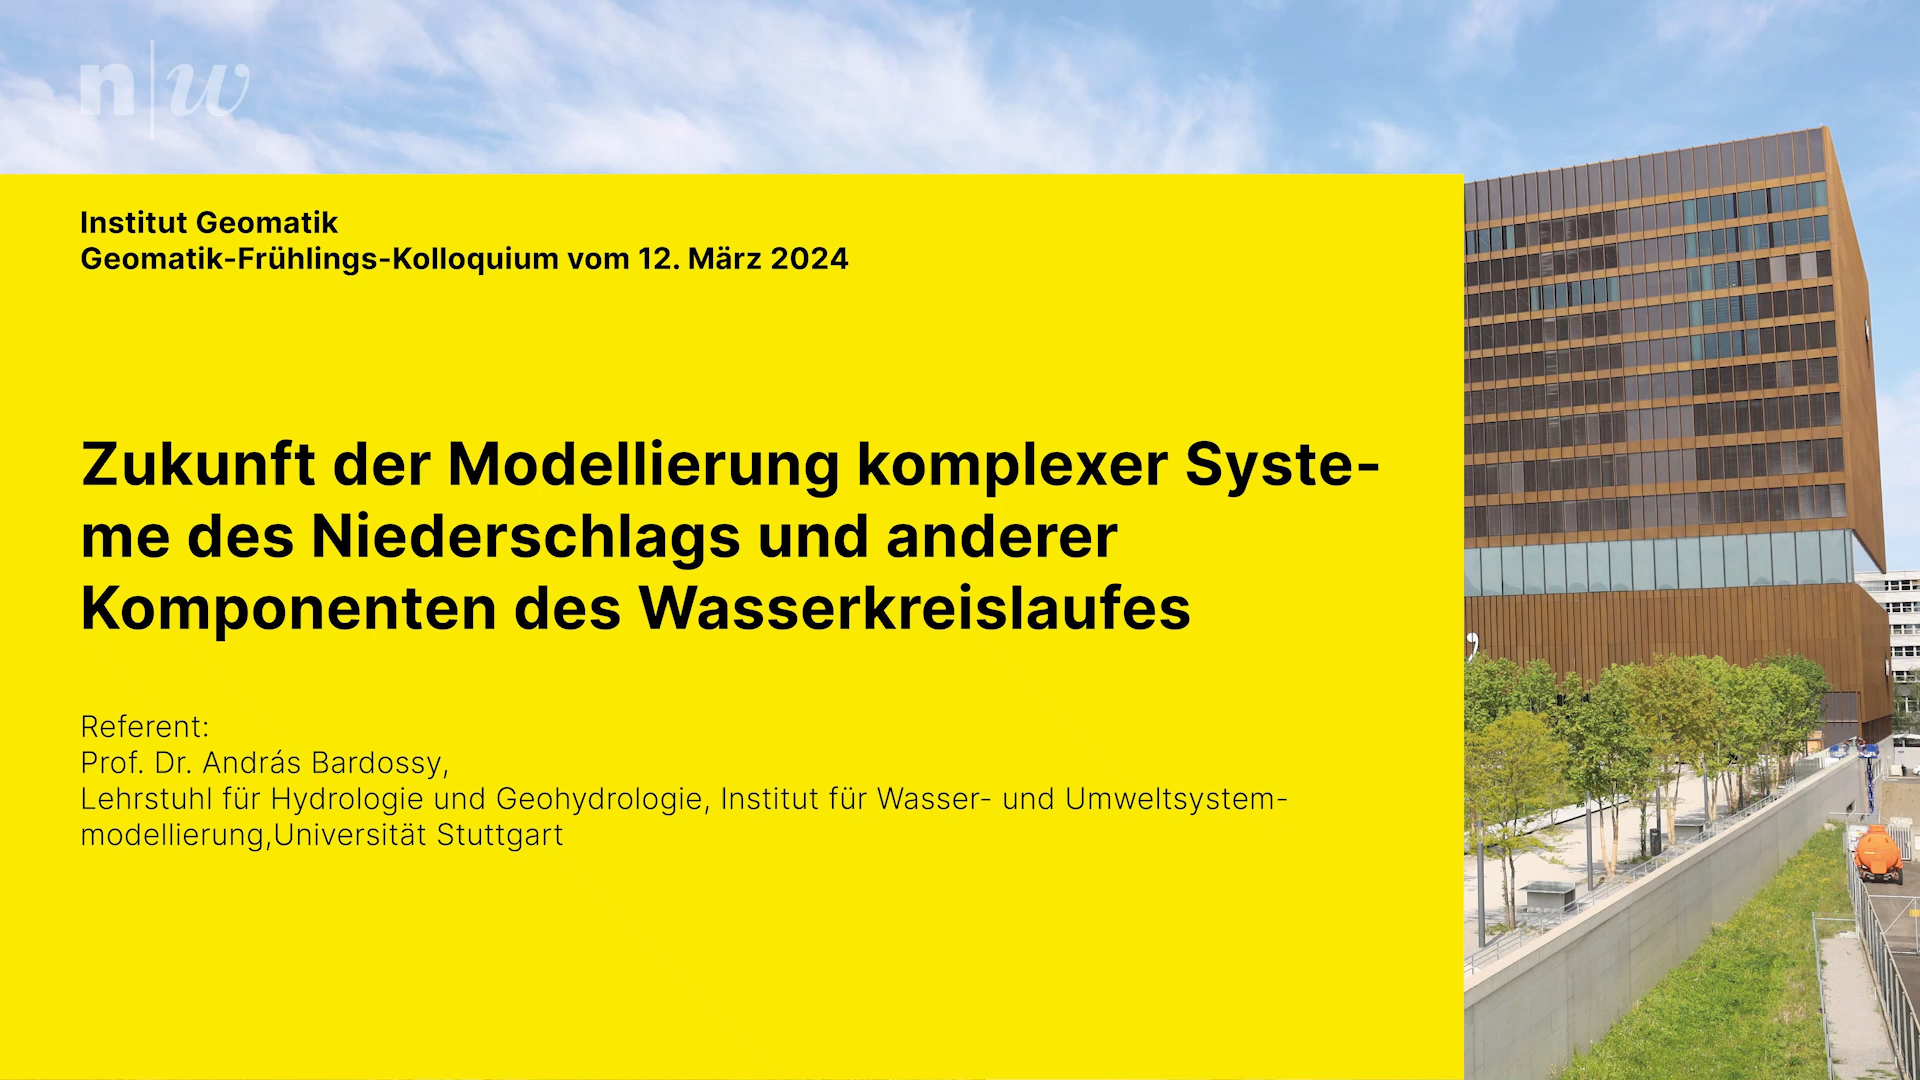 n|w
Institut Geomatik
Geomatik-Frühlings-Kolloquium vom 12. März 2024
Zukunft der Modellierung komplexer Syste-
me des Niederschlags und anderer
Komponenten des Wasserkreislaufes
Referent:
Prof. Dr. András Bardossy,
Lehrstuhl für Hydrologie und Geohydrologie, Institut für Wasser- und Umweltsystem-
modellierung,Universität Stuttgart